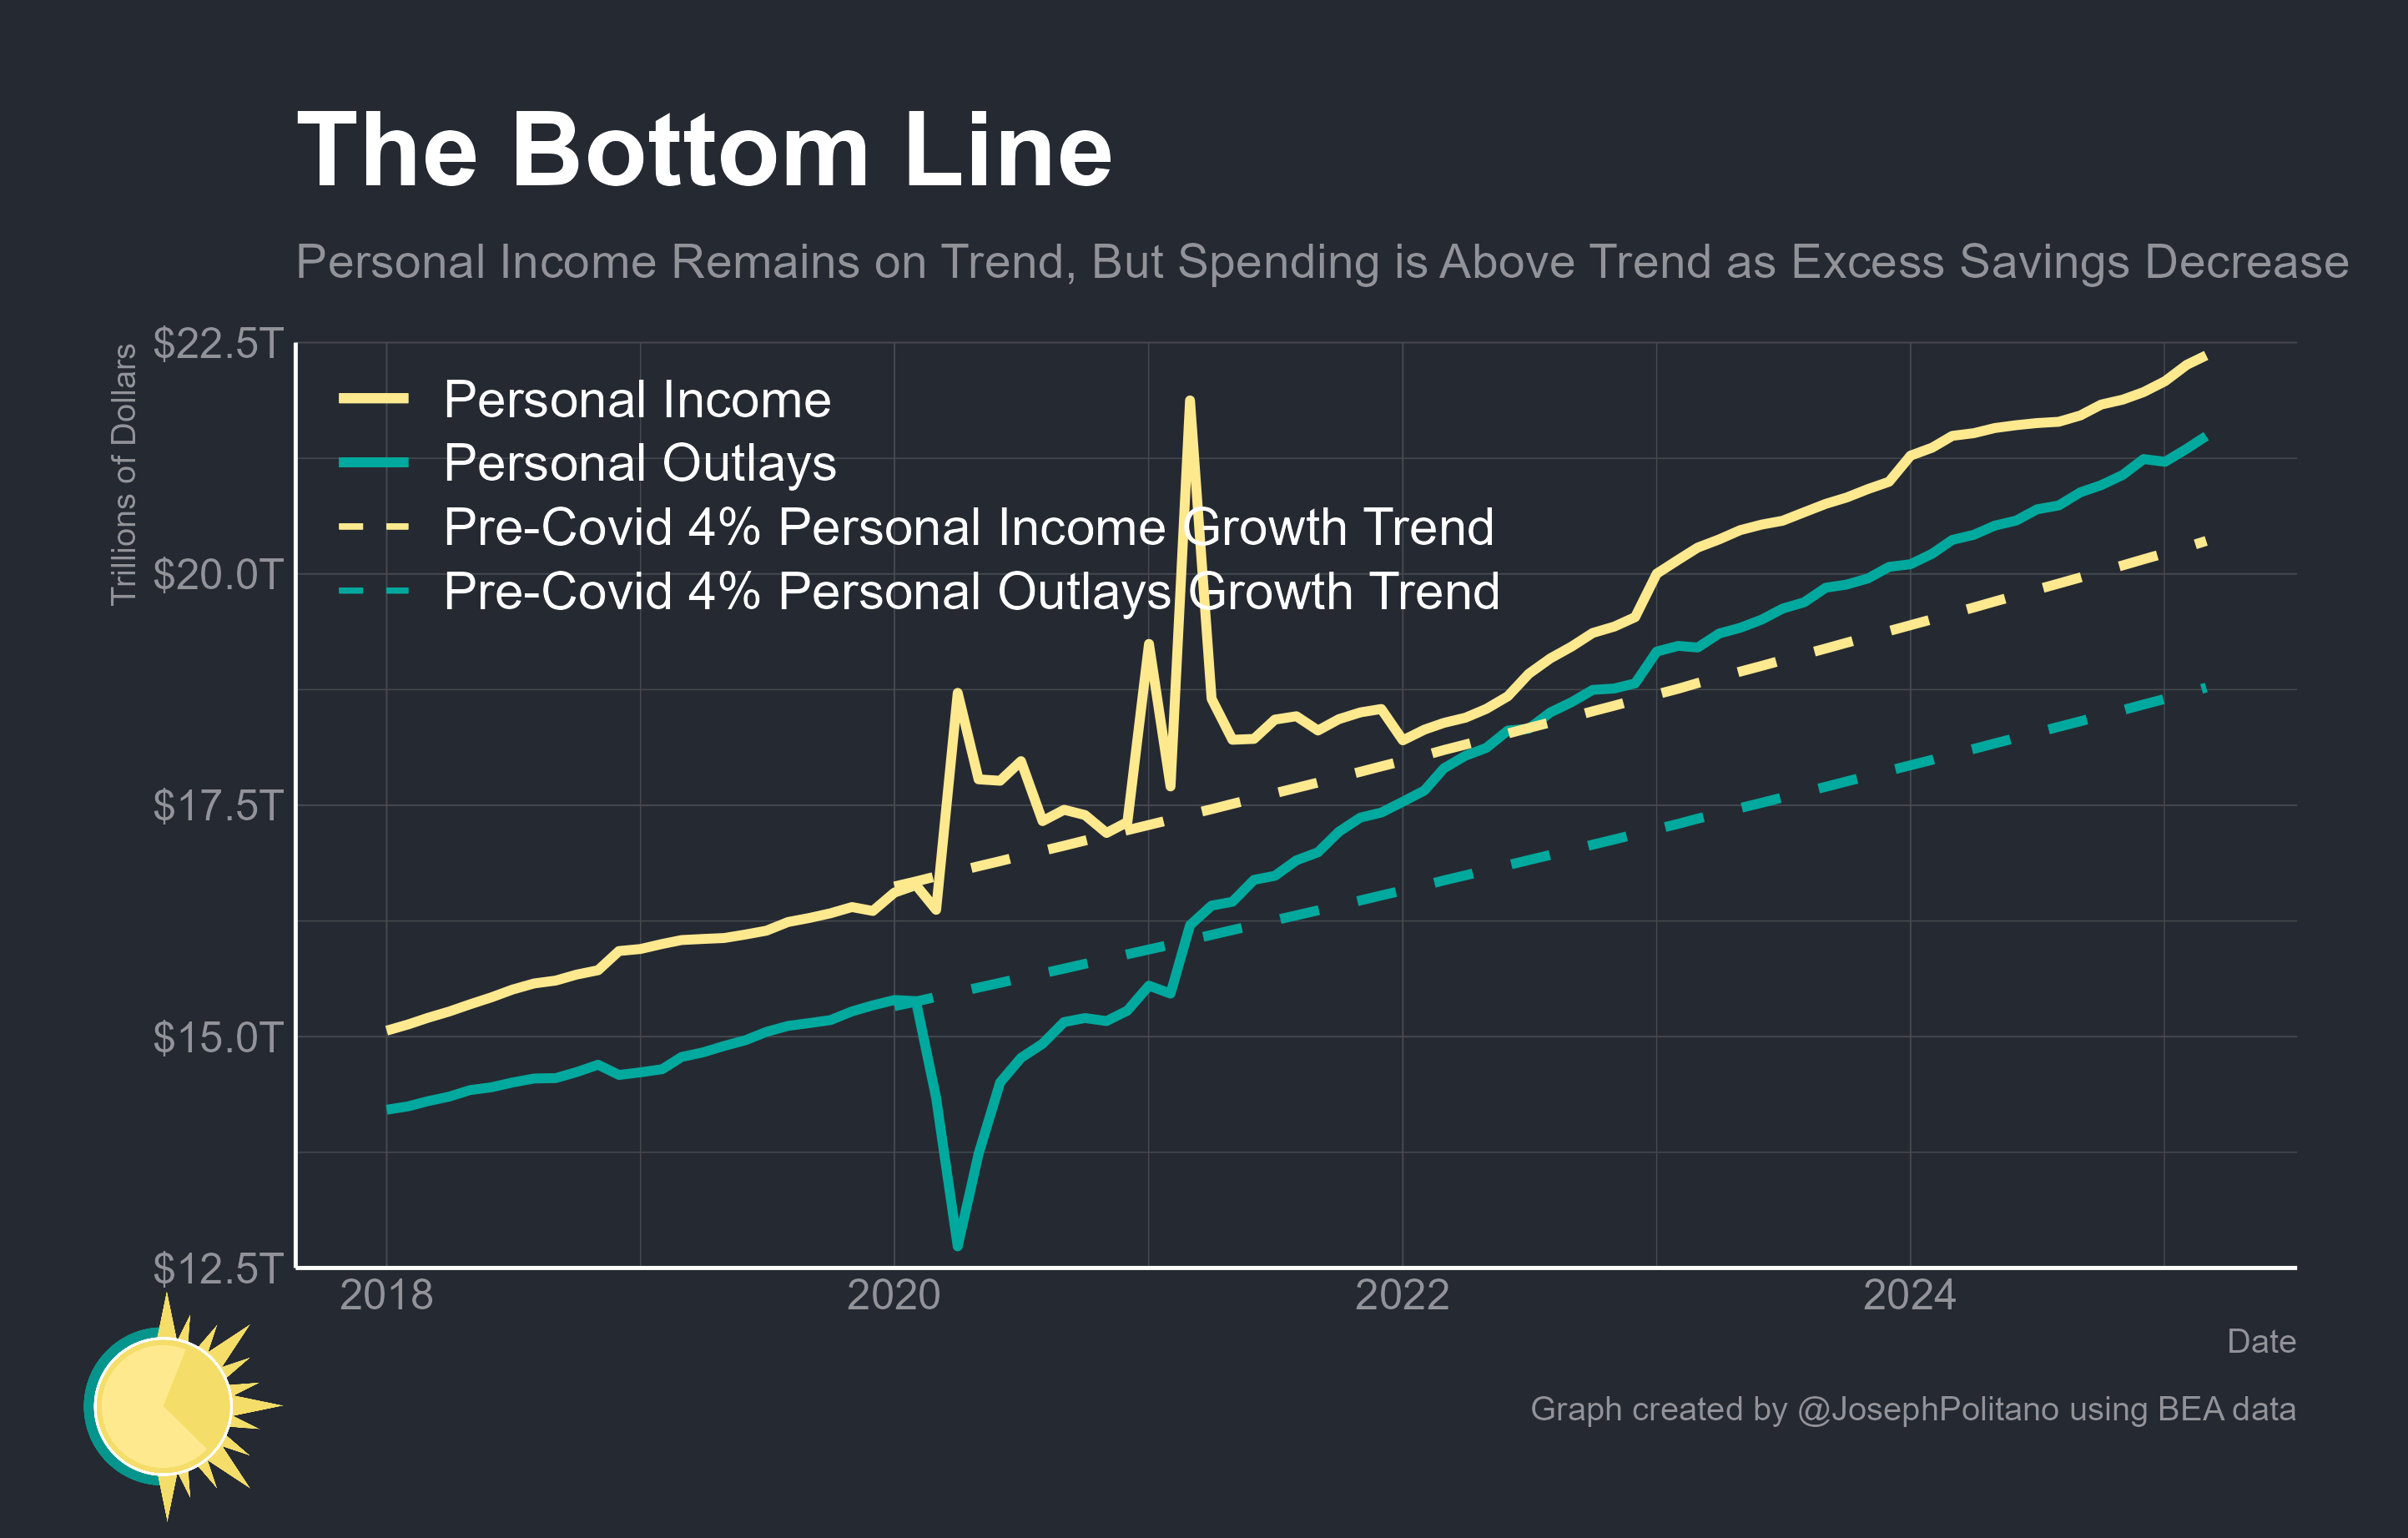 The Bottom Line
Personal Income Remains on Trend, But Spending is Above Trend as Excess Savings Decrease
Trillions of Dollars
$22.5T
$20.0T
$17.5T
$15.0T
$12.5T
Personal Income
Personal Outlays
Pre-Covid 4% Personal Income Growth Trend
Pre-Covid 4% Personal Outlays Growth Trend
2018
2020
2022
2024
Date
Graph created by @JosephPolitano using BEA data